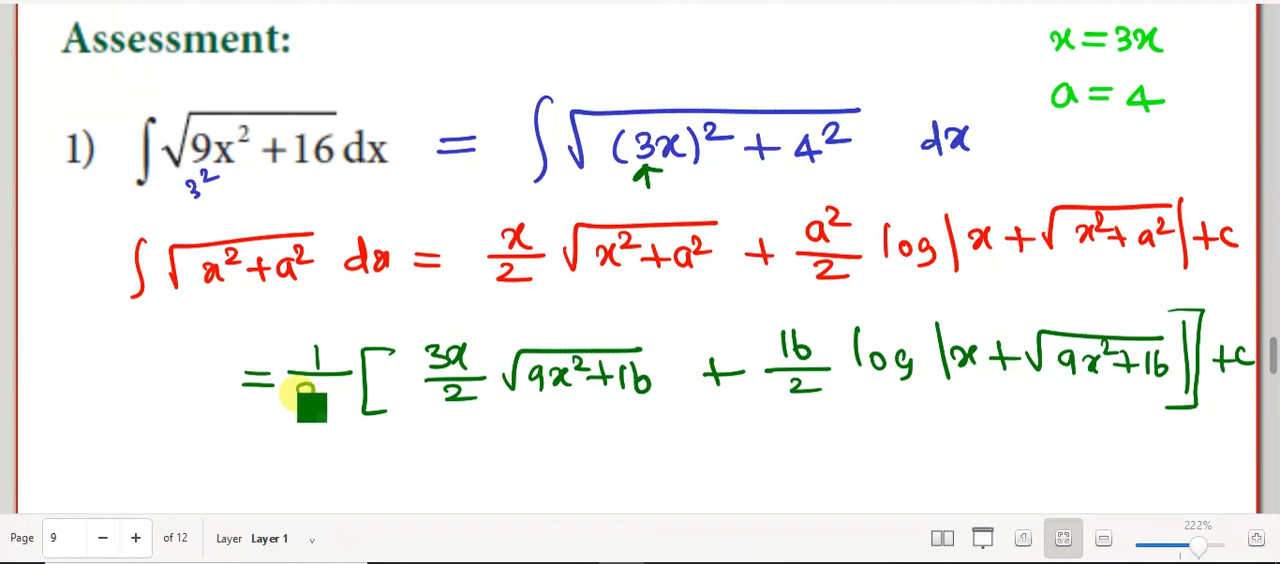 Assessment:
x = 3x
a = 4
1) ∫√9x² + 16 dx = ∫√(3x)² + 4² dx
3²
∫√x² + a² dx = x/2 √x² + a² + a²/2 log|x + √x² + a²| + c
= 1/ [ 3x/2 √9x² + 16 + 16/2 log|x + √9x² + 16| ] + c
Page 9 - + of 12 Layer Layer 1 222%